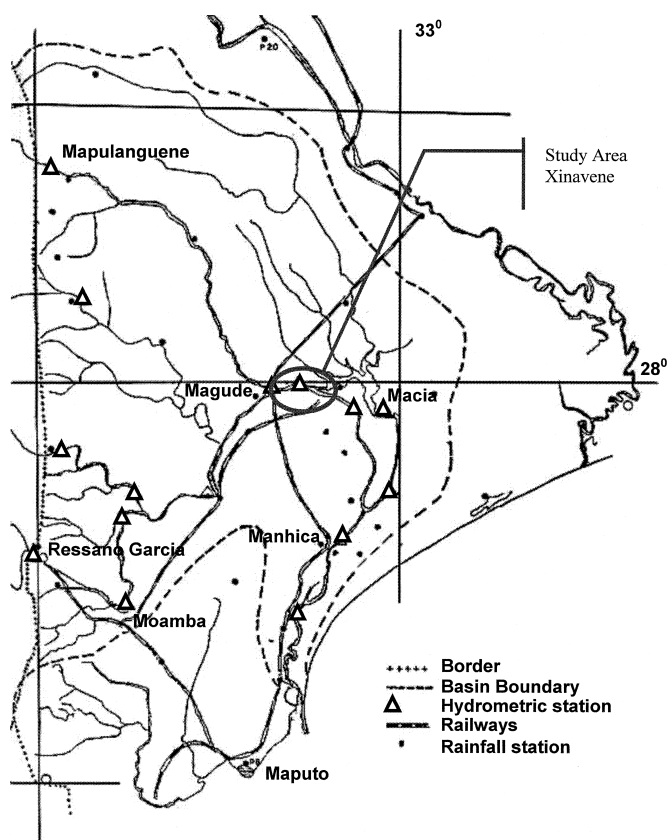 33⁰
P20
Mapulanguene
Study Area
Xinavene
28⁰
Magude
Macia
Manhica
Ressano Garcia
Moamba
Border
Basin Boundary
Hydrometric station
Railways
Rainfall station
Maputo